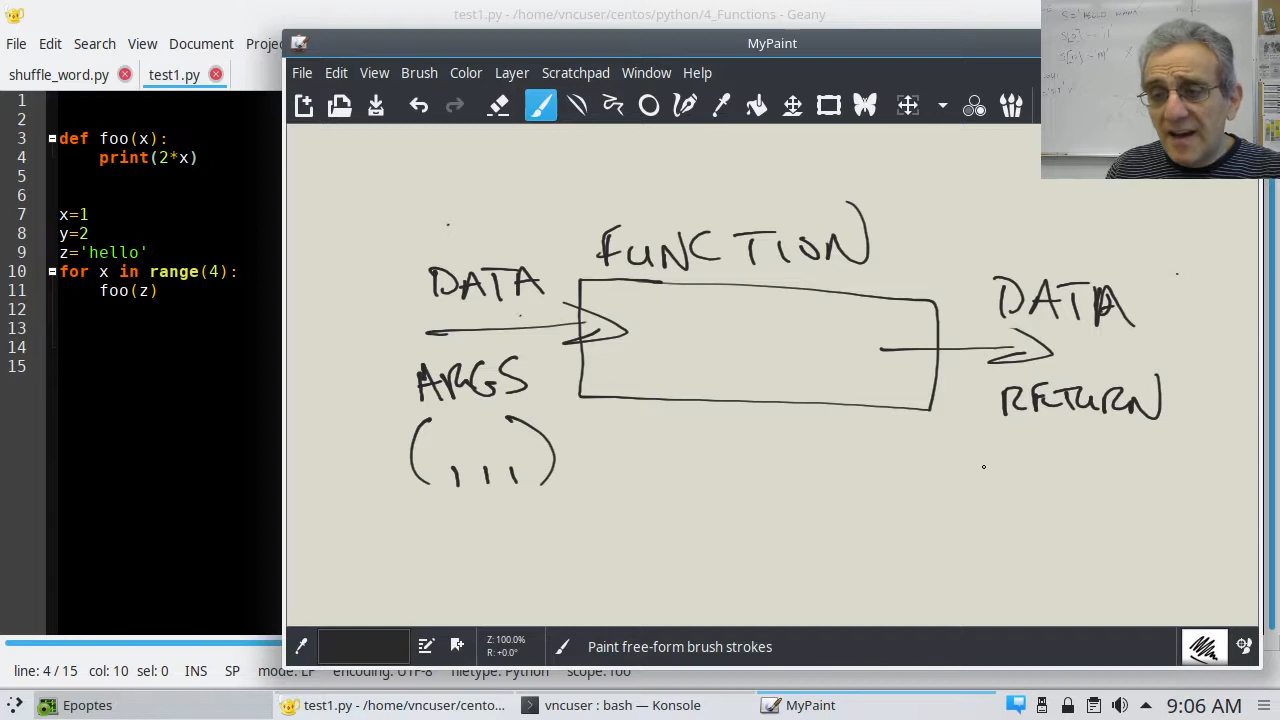 test1.py - /home/vncuser/centos/python/4_Functions - Geany
File Edit Search View Document Proje
shuffle_word.py test1.py
1
2
3 def foo(x):
4 print(2*x)
5
6
7 x=1
8 y=2
9 z='hello'
10 for x in range(4):
11 foo(z)
12
13
14
15
MyPaint
File Edit View Brush Color Layer Scratchpad Window Help
FUNCTION
DATA
ARGS
( , , , )
DATA
RETURN
Z: 100.0%
R: +0.0°
Paint free-form brush strokes
line: 4 / 15 col: 10 sel: 0 INS SP mode: LF encoding: UTF-8 filetype: Python scope: foo
Epoptes
test1.py - /home/vncuser/cento...
vncuser : bash — Konsole
MyPaint
9:06 AM